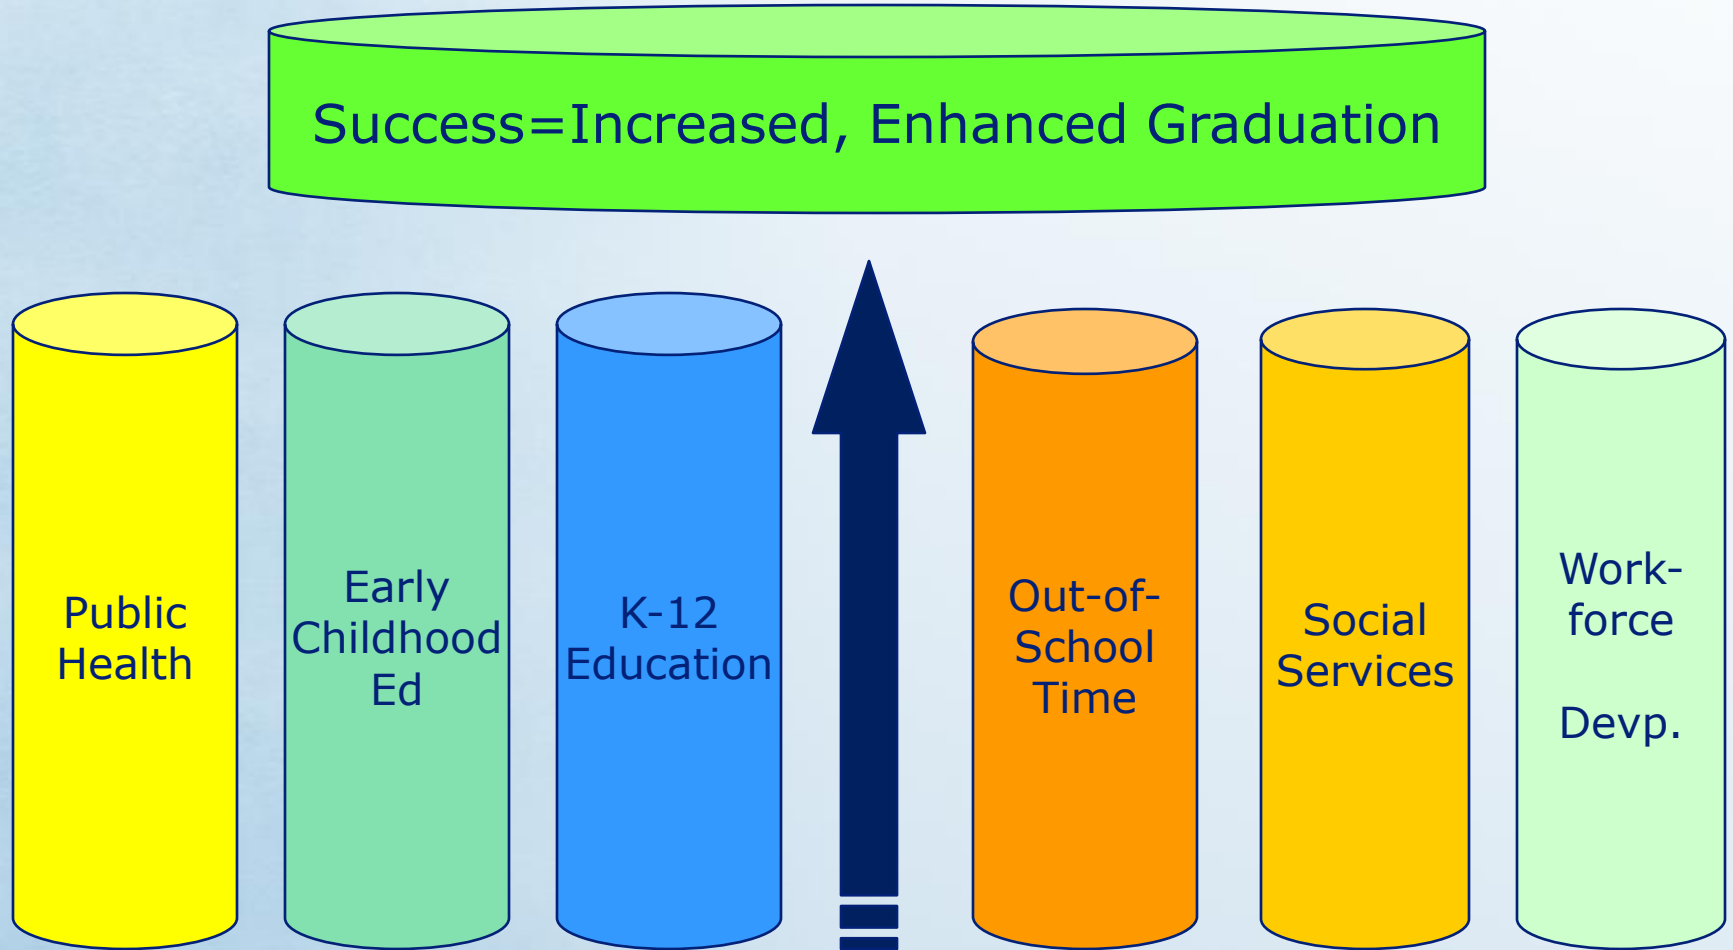 Success=Increased, Enhanced Graduation
Public
Health
Early
Childhood
Ed
K-12
Education
Out-of-
School
Time
Social
Services
Work-
force
Devp.